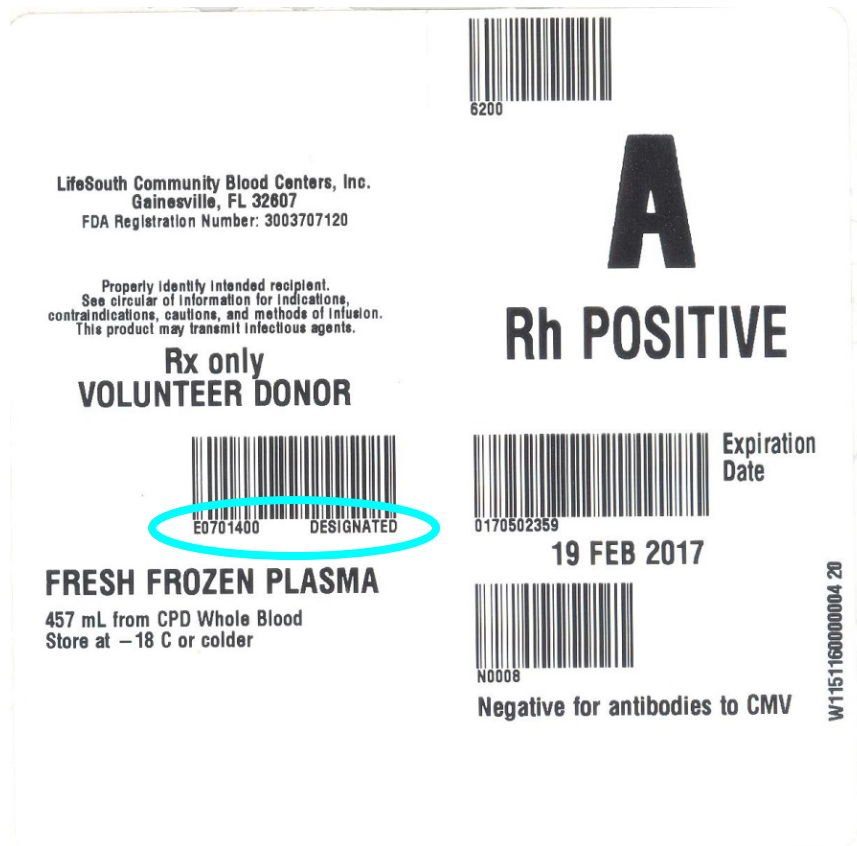 6200
A
Rh POSITIVE
LifeSouth Community Blood Centers, Inc.
Gainesville, FL 32607
FDA Registration Number: 3003707120
Properly identify intended recipient.
See circular of information for indications,
contraindications, cautions, and methods of infusion.
This product may transmit infectious agents.
Rx only
VOLUNTEER DONOR
E0701400 DESIGNATED
FRESH FROZEN PLASMA
457 mL from CPD Whole Blood
Store at –18 C or colder
Expiration
Date
0170502359
19 FEB 2017
N0008
Negative for antibodies to CMV
W1151160000004 20